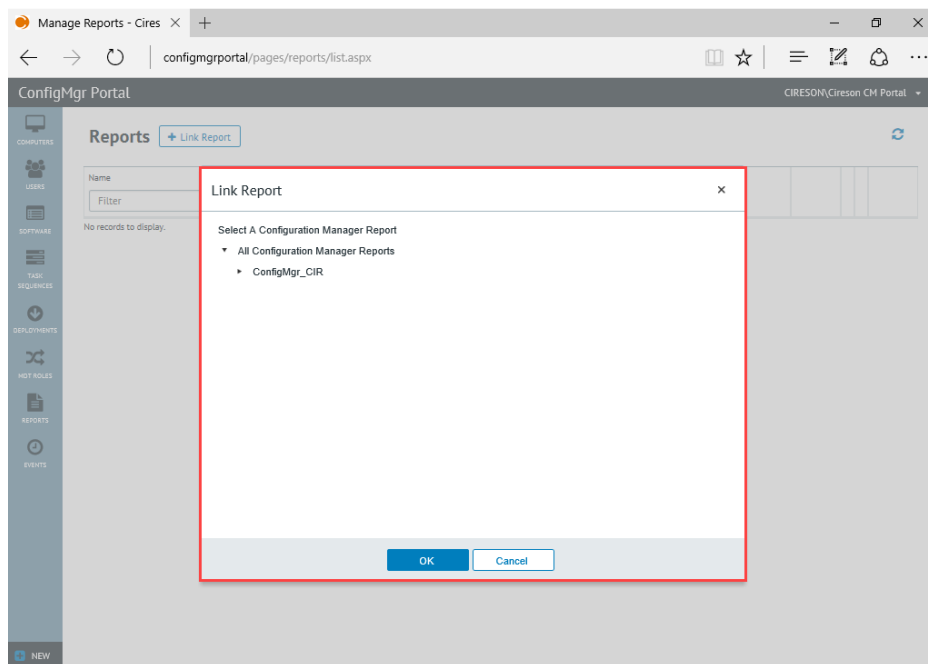 Manage Reports - Cires
configmgrportal/pages/reports/list.aspx
ConfigMgr Portal
CIRESON\Cireson CM Portal
COMPUTERS
USERS
SOFTWARE
TASK
SEQUENCES
DEPLOYMENTS
MGT ROLES
REPORTS
EVENTS
NEW
Reports
Link Report
Name
Filter
No records to display.
Link Report
Select A Configuration Manager Report
All Configuration Manager Reports
ConfigMgr_CIR
OK
Cancel